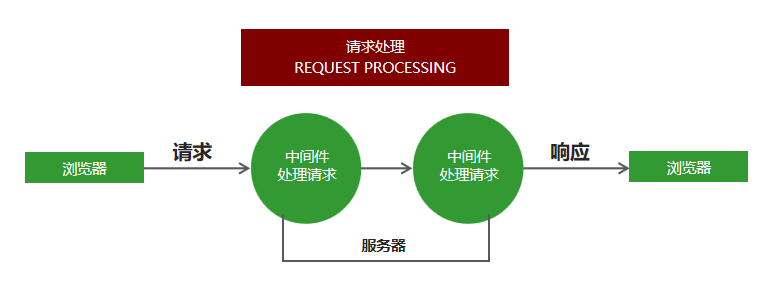 请求处理
REQUEST PROCESSING
浏览器
请求
中间件
处理请求
中间件
处理请求
响应
浏览器
服务器